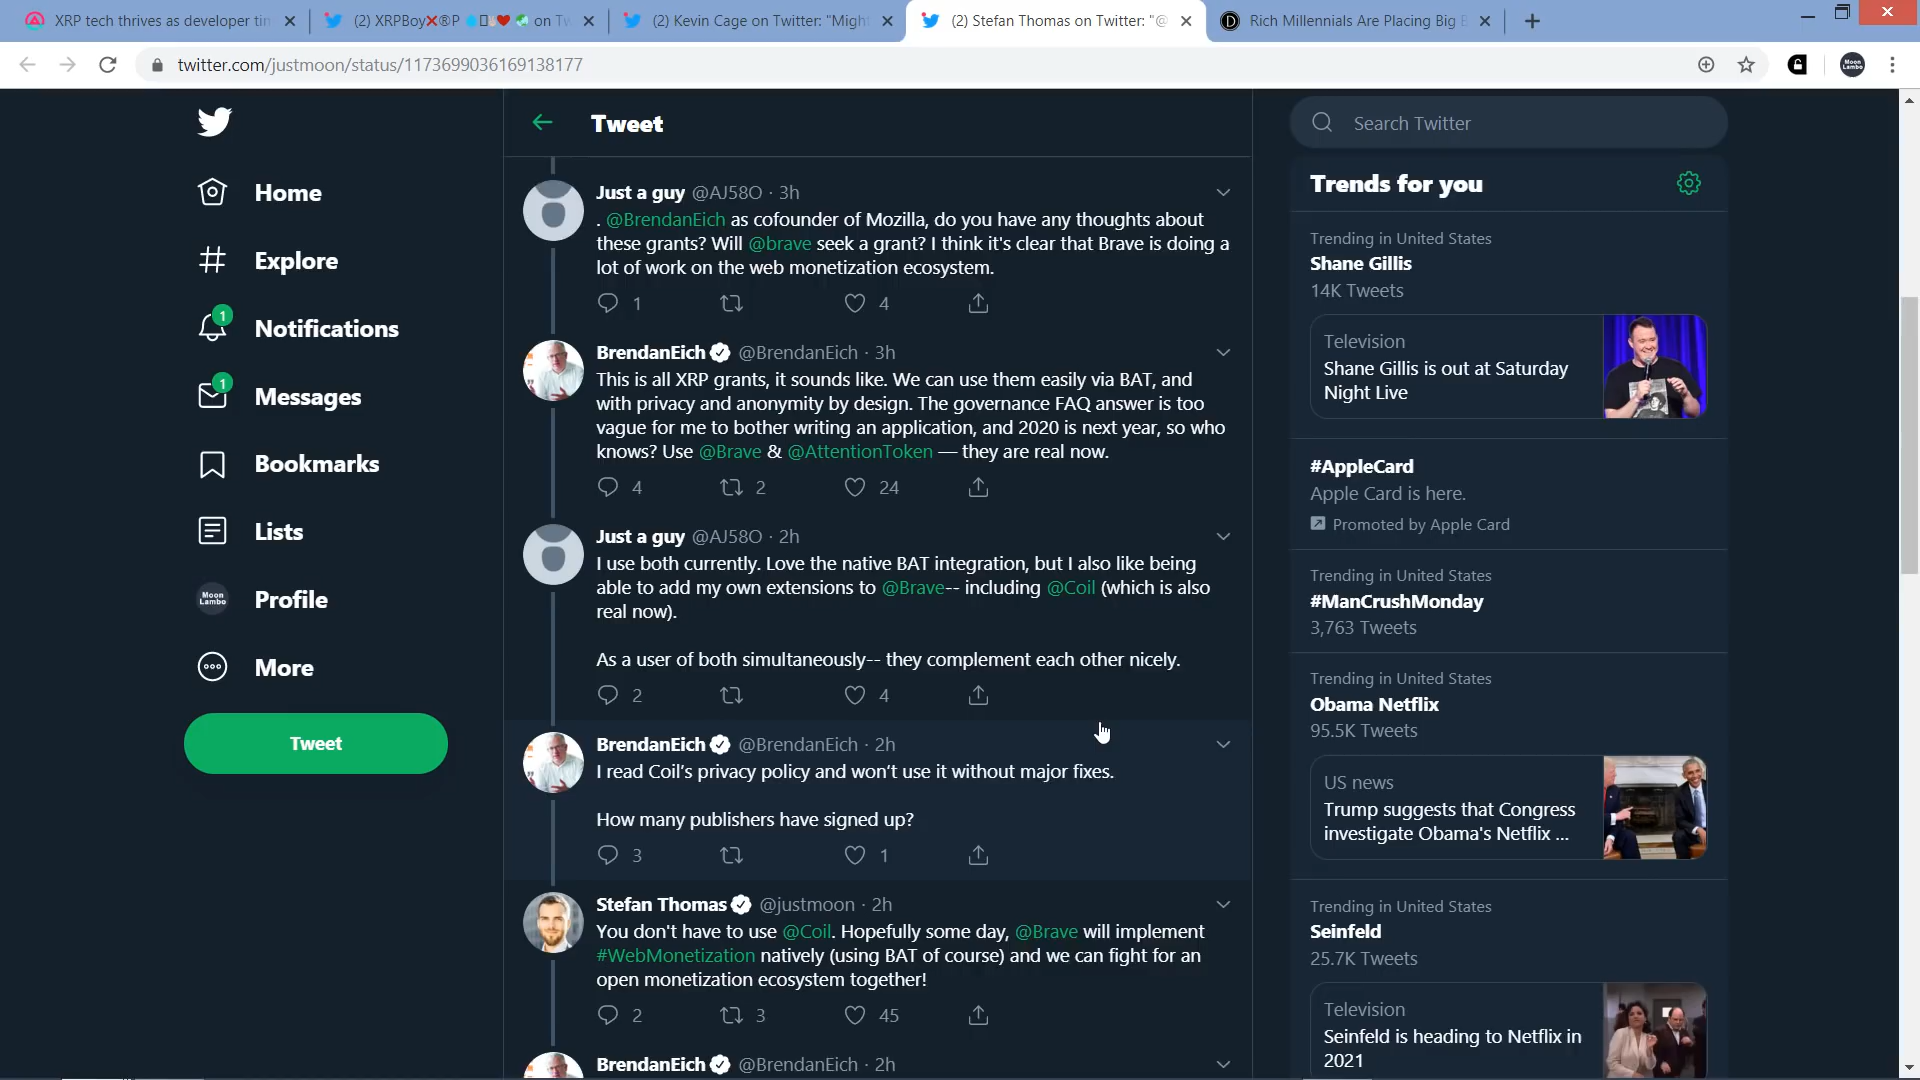 XRP tech thrives as developer tin
(2) XRPBoy❌®P on Tw
(2) Kevin Cage on Twitter: "Might
(2) Stefan Thomas on Twitter: "@
Rich Millennials Are Placing Big B
twitter.com/justmoon/status/1173699036169138177
Moon Lambo
Home
Explore
1
Notifications
1
Messages
Bookmarks
Lists
Moon Lambo
Profile
More
Tweet
Tweet
Just a guy @AJ58O · 3h
. @BrendanEich as cofounder of Mozilla, do you have any thoughts about
these grants? Will @brave seek a grant? I think it's clear that Brave is doing a
lot of work on the web monetization ecosystem.
1 4
BrendanEich @BrendanEich · 3h
This is all XRP grants, it sounds like. We can use them easily via BAT, and
with privacy and anonymity by design. The governance FAQ answer is too
vague for me to bother writing an application, and 2020 is next year, so who
knows? Use @Brave & @AttentionToken — they are real now.
4 2 24
Just a guy @AJ58O · 2h
I use both currently. Love the native BAT integration, but I also like being
able to add my own extensions to @Brave-- including @Coil (which is also
real now).
As a user of both simultaneously-- they complement each other nicely.
2 4
BrendanEich @BrendanEich · 2h
I read Coil’s privacy policy and won’t use it without major fixes.
How many publishers have signed up?
3 1
Stefan Thomas @justmoon · 2h
You don't have to use @Coil. Hopefully some day, @Brave will implement
#WebMonetization natively (using BAT of course) and we can fight for an
open monetization ecosystem together!
2 3 45
BrendanEich @BrendanEich · 2h
Search Twitter
Trends for you
Trending in United States
Shane Gillis
14K Tweets
Television
Shane Gillis is out at Saturday
Night Live
#AppleCard
Apple Card is here.
Promoted by Apple Card
Trending in United States
#ManCrushMonday
3,763 Tweets
Trending in United States
Obama Netflix
95.5K Tweets
US news
Trump suggests that Congress
investigate Obama's Netflix ...
Trending in United States
Seinfeld
25.7K Tweets
Television
Seinfeld is heading to Netflix in
2021